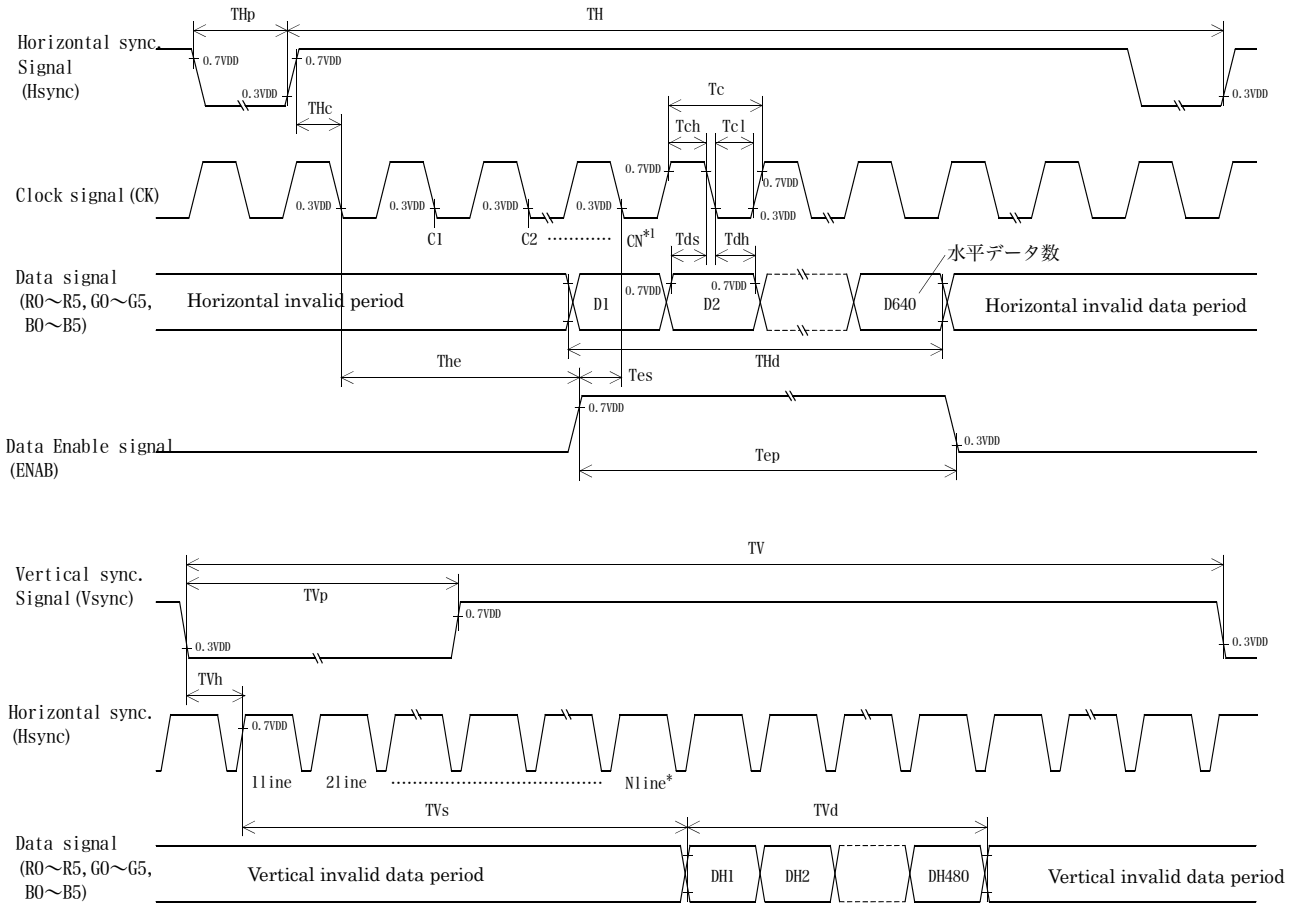 THp
TH
Horizontal sync.
Signal
(Hsync)
0.7VDD
0.7VDD
0.3VDD
0.3VDD
THc
Tc
Tch
Tcl
Clock signal(CK)
0.7VDD
0.7VDD
0.3VDD
0.3VDD
0.3VDD
0.3VDD
0.3VDD
C1
C2
…………
CN*1
Tds
Tdh
水平データ数
Data signal
(R0~R5,G0~G5,
B0~B5)
Horizontal invalid period
D1
0.7VDD
D2
0.7VDD
D640
Horizontal invalid data period
The
Tes
THd
0.7VDD
Data Enable signal
(ENAB)
0.3VDD
Tep
TV
Vertical sync.
Signal(Vsync)
TVp
0.7VDD
0.3VDD
0.3VDD
TVh
Horizontal sync.
(Hsync)
0.7VDD
1line
2line
……………………………
Nline*
TVs
TVd
Data signal
(R0~R5,G0~G5,
B0~B5)
Vertical invalid data period
DH1
DH2
DH480
Vertical invalid data period